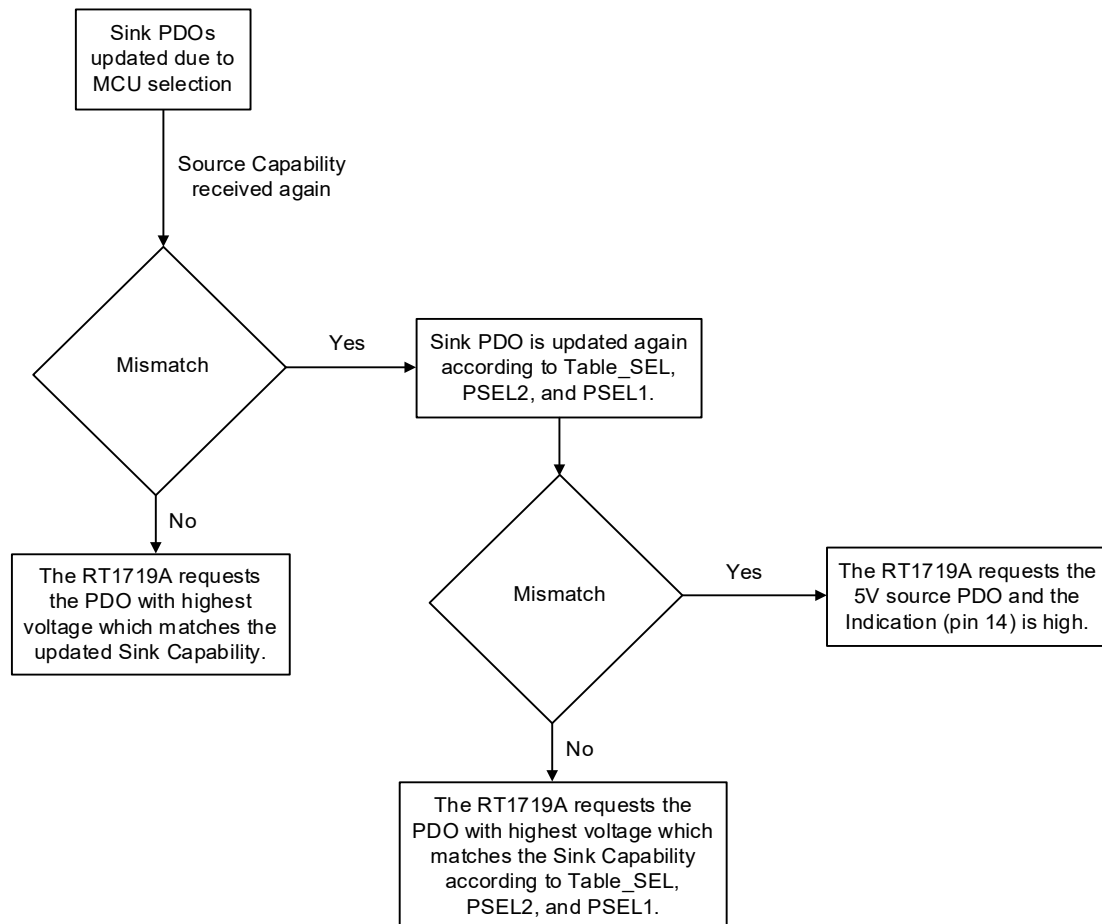 Sink PDOs
updated due to
MCU selection
Source Capability
received again
Mismatch
Yes
Sink PDO is updated again
according to Table_SEL,
PSEL2, and PSEL1.
No
The RT1719A requests
the PDO with highest
voltage which matches the
updated Sink Capability.
Mismatch
Yes
The RT1719A requests the
5V source PDO and the
Indication (pin 14) is high.
No
The RT1719A requests the
PDO with highest voltage which
matches the Sink Capability
according to Table_SEL,
PSEL2, and PSEL1.